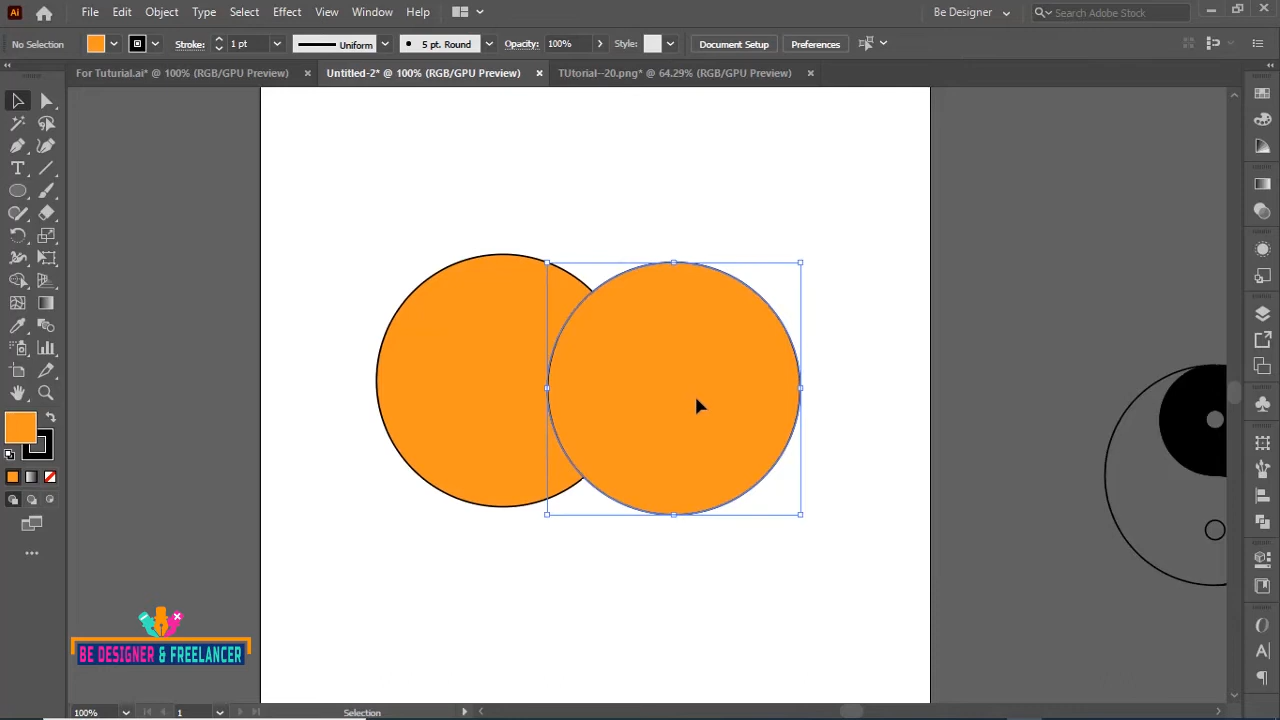 Ai File Edit Object Type Select Effect View Window Help Be Designer Search Adobe Stock
No Selection Stroke: 1 pt Uniform 5 pt. Round Opacity: 100% Style: Document Setup Preferences
For Tuturial.ai* @ 100% (RGB/GPU Preview) × Untitled-2* @ 100% (RGB/GPU Preview) × TUtorial--20.png* @ 64.29% (RGB/GPU Preview) ×
BE DESIGNER & FREELANCER
100% 1 Selection